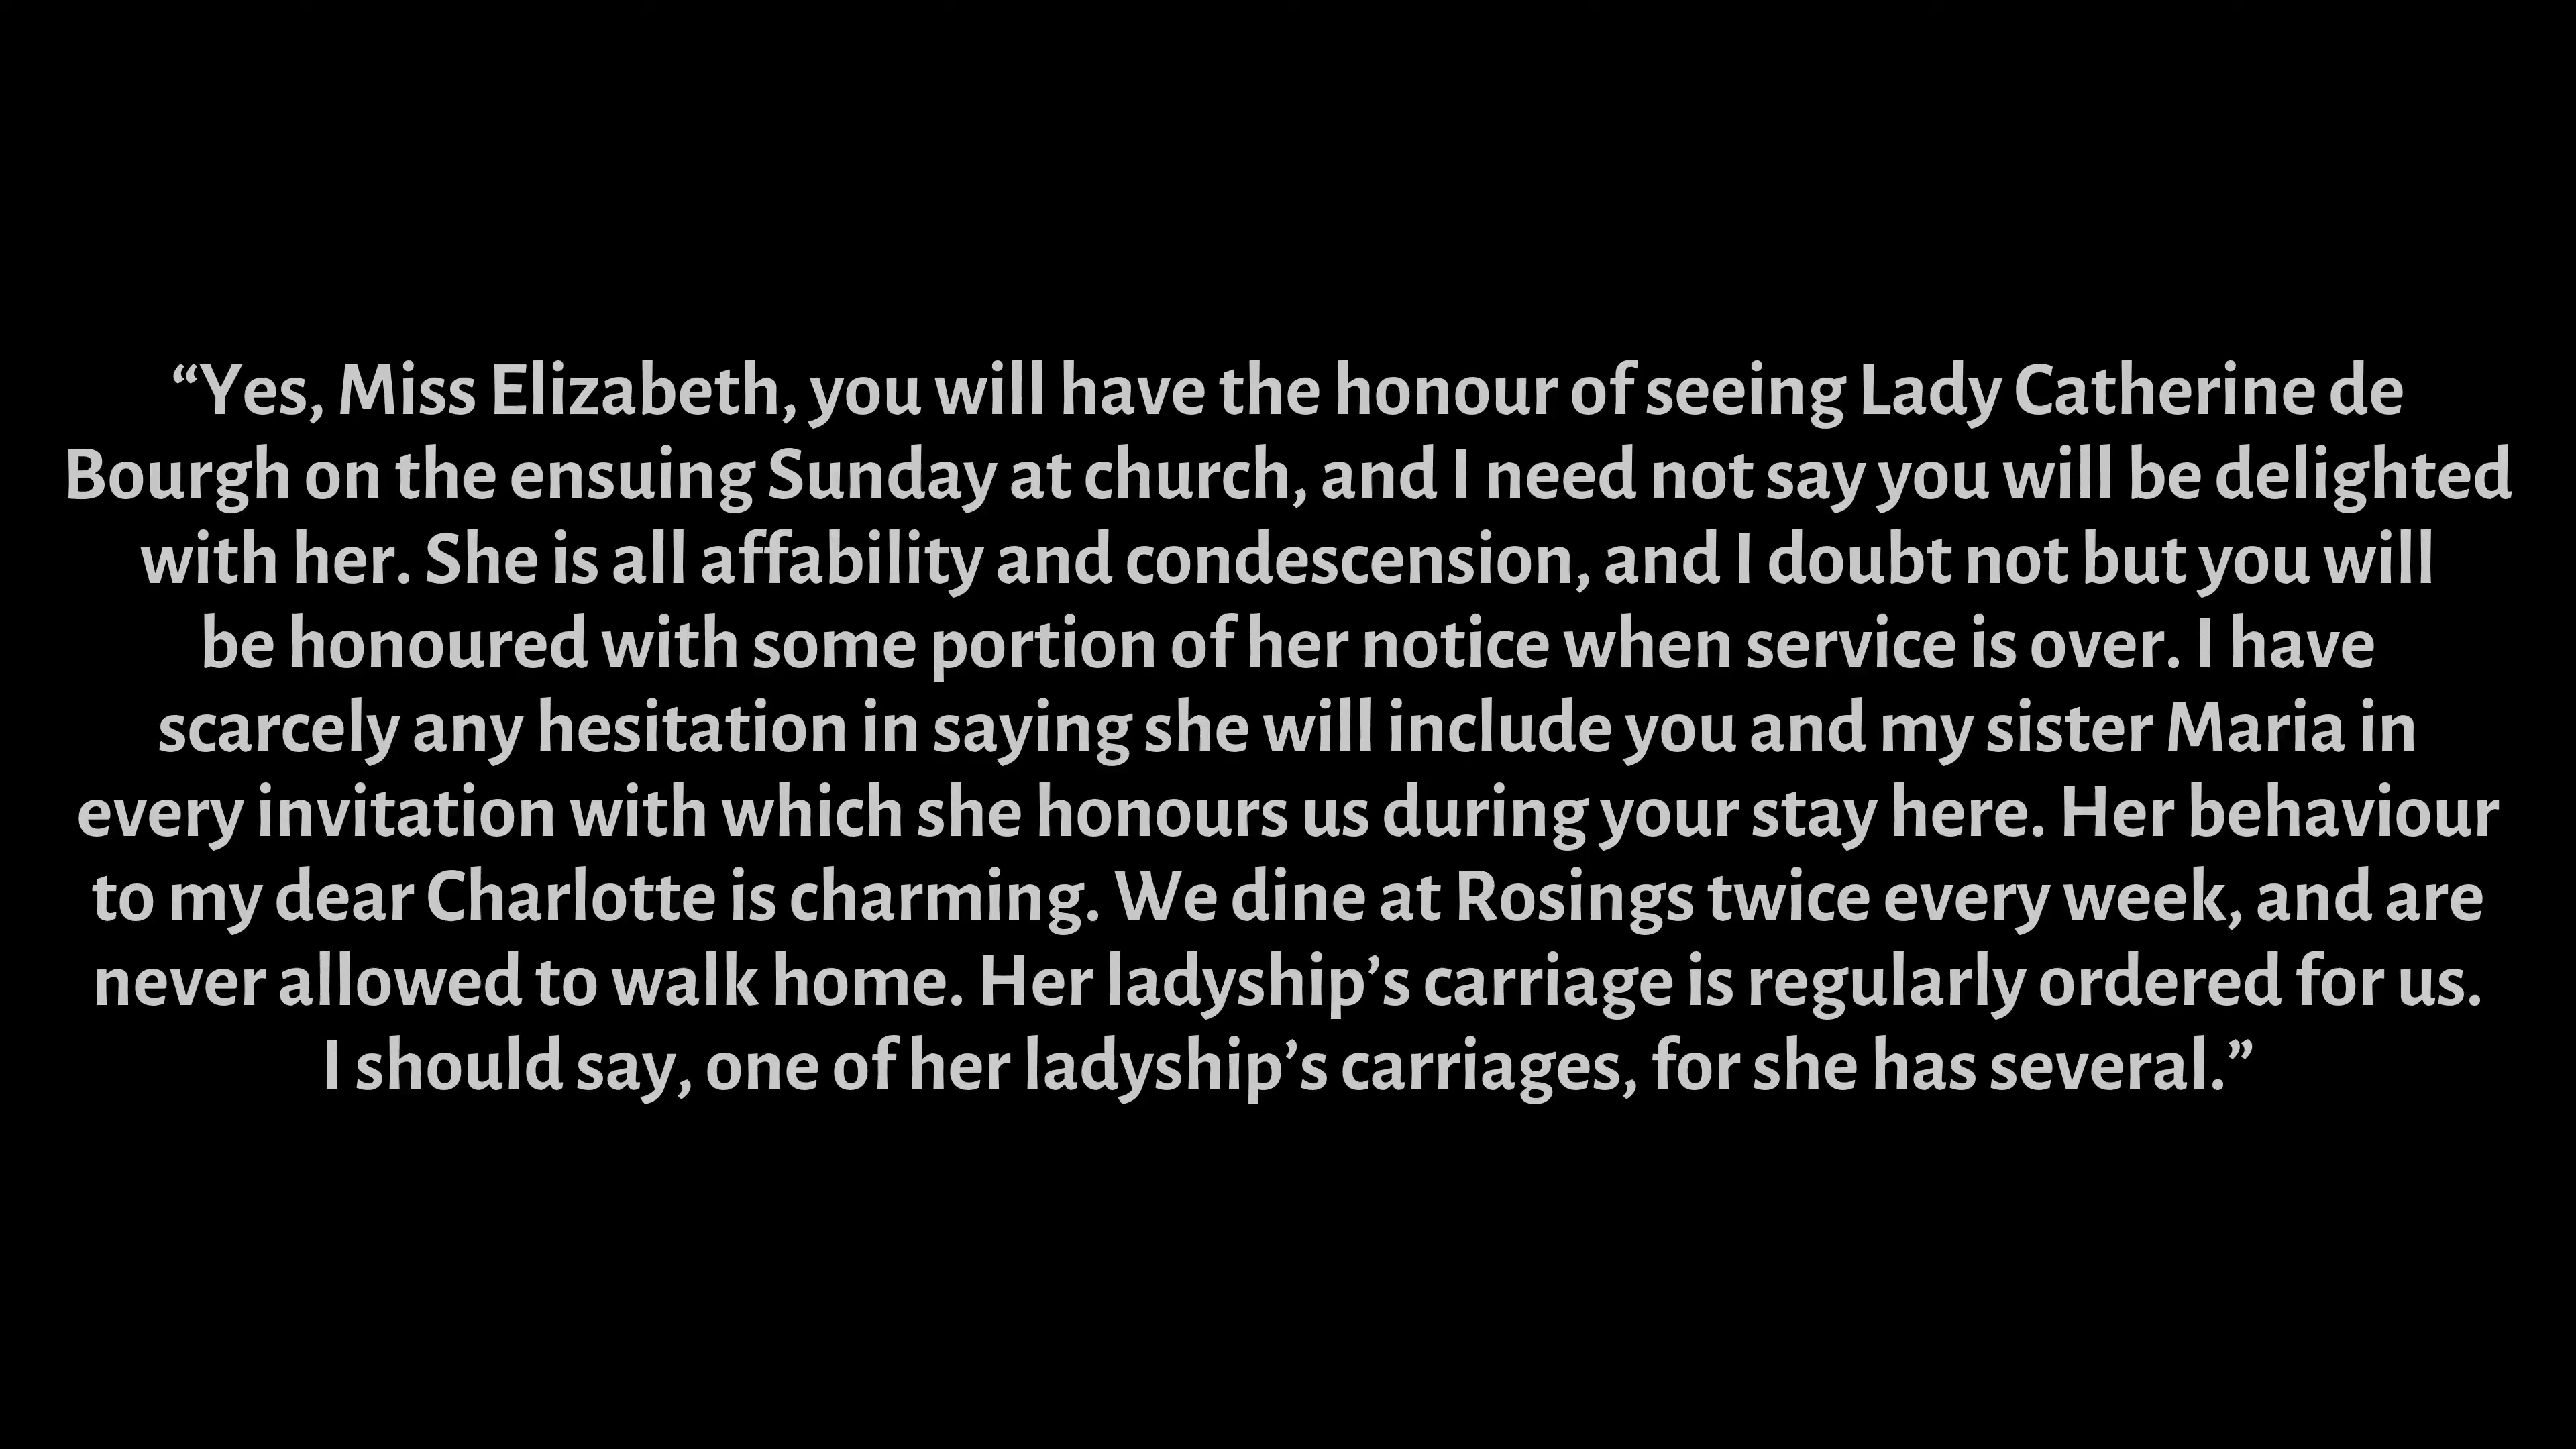 “Yes, Miss Elizabeth, you will have the honour of seeing Lady Catherine de
Bourgh on the ensuing Sunday at church, and I need not say you will be delighted
with her. She is all affability and condescension, and I doubt not but you will
be honoured with some portion of her notice when service is over. I have
scarcely any hesitation in saying she will include you and my sister Maria in
every invitation with which she honours us during your stay here. Her behaviour
to my dear Charlotte is charming. We dine at Rosings twice every week, and are
never allowed to walk home. Her ladyship’s carriage is regularly ordered for us.
I should say, one of her ladyship’s carriages, for she has several.”